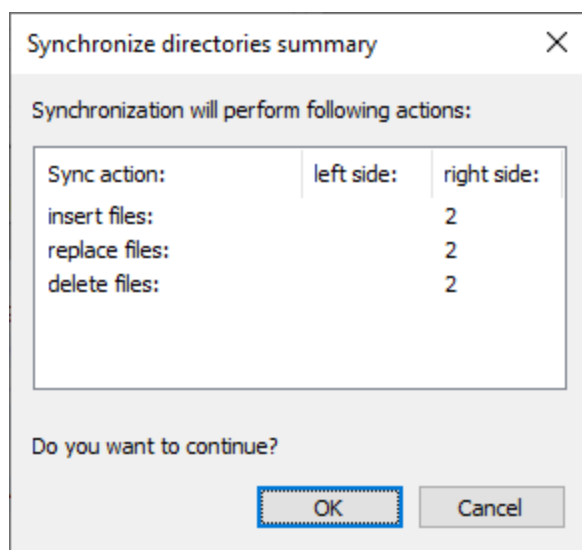 Synchronize directories summary
Synchronization will perform following actions:
Sync action: left side: right side:
insert files: 2
replace files: 2
delete files: 2
Do you want to continue?
OK Cancel